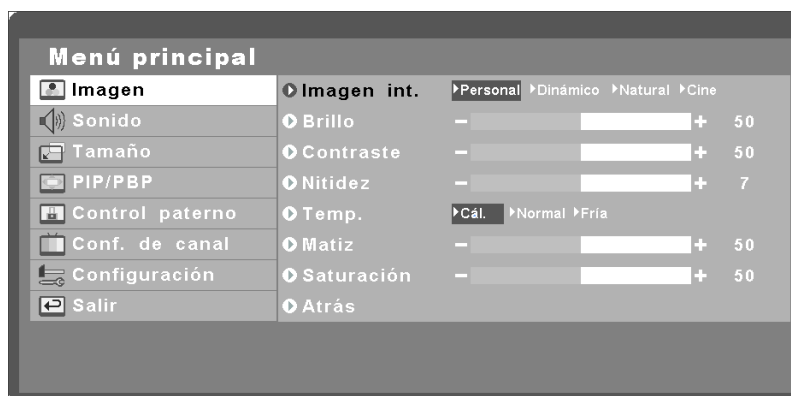 Menú principal
Imagen
Imagen int. Personal Dinámico Natural Cine
Sonido
Brillo - + 50
Tamaño
Contraste - + 50
PIP/PBP
Nitidez - + 7
Control paterno
Temp. Cál. Normal Fría
Conf. de canal
Matiz - + 50
Configuración
Saturación - + 50
Salir
Atrás